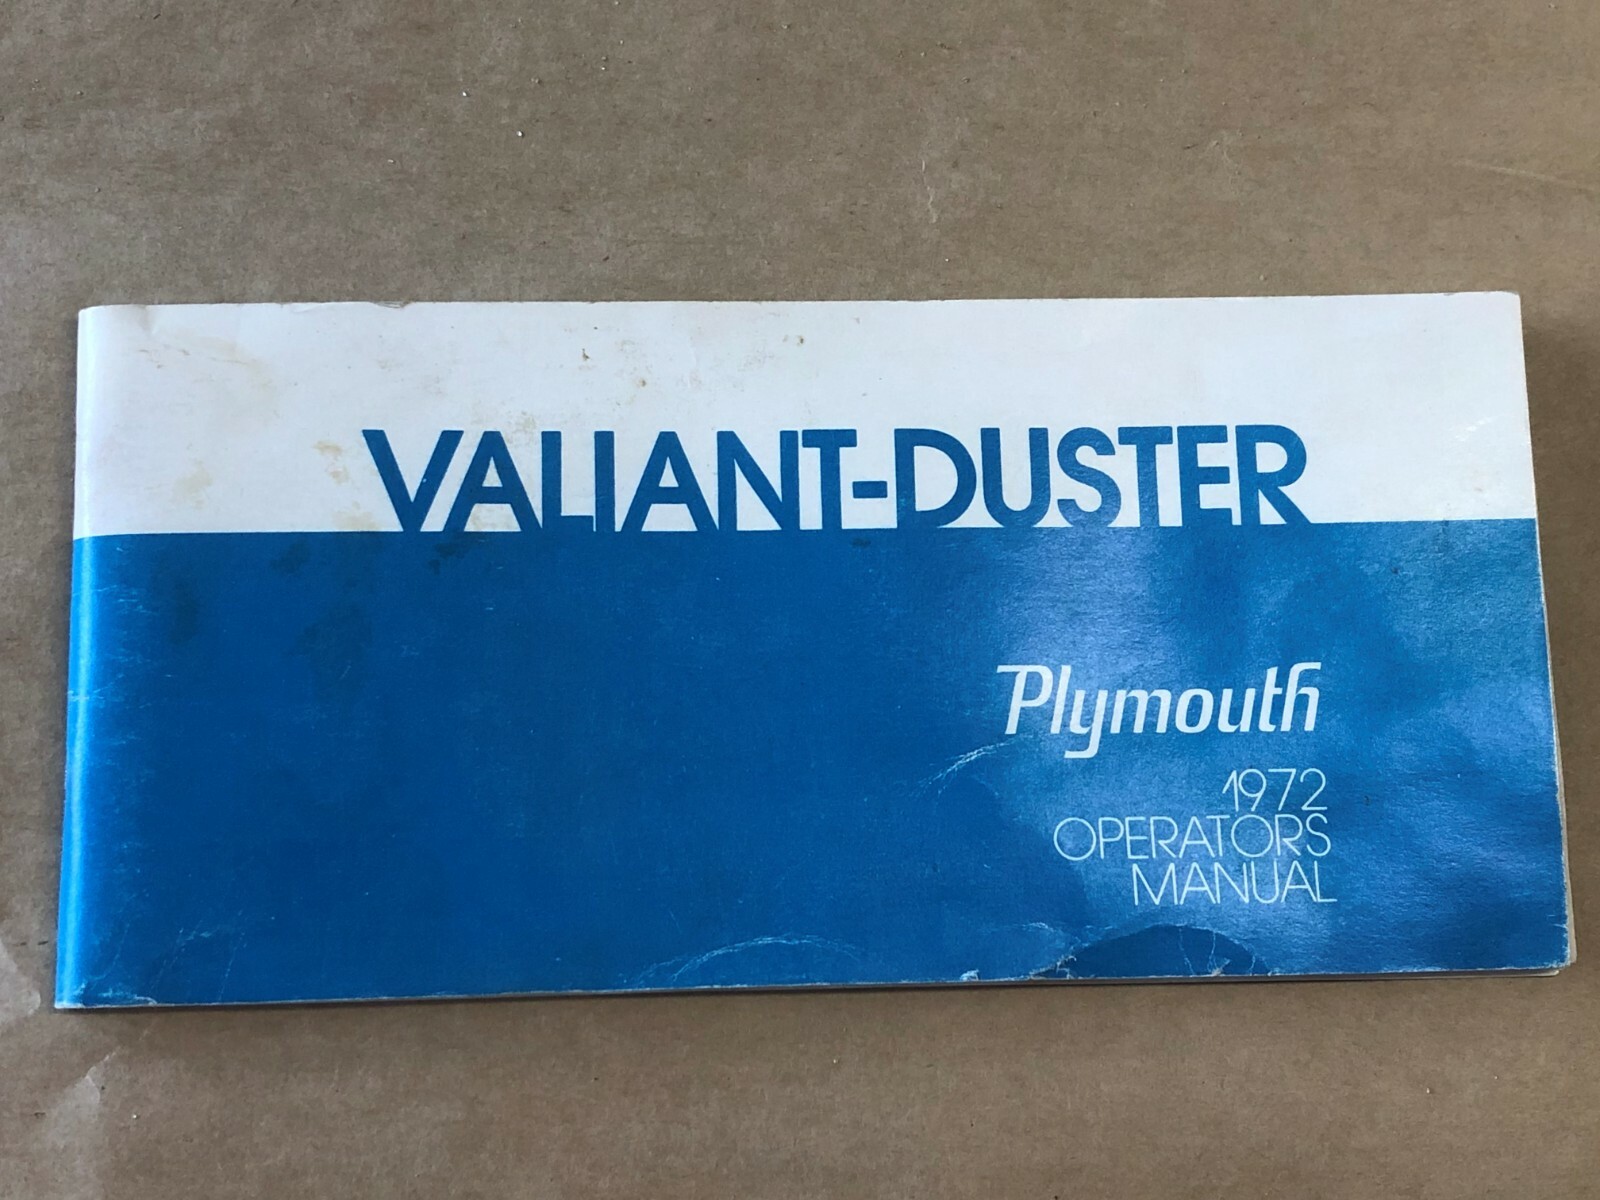 VALIANT-DUSTER
Plymouth
1972
OPERATORS
MANUAL